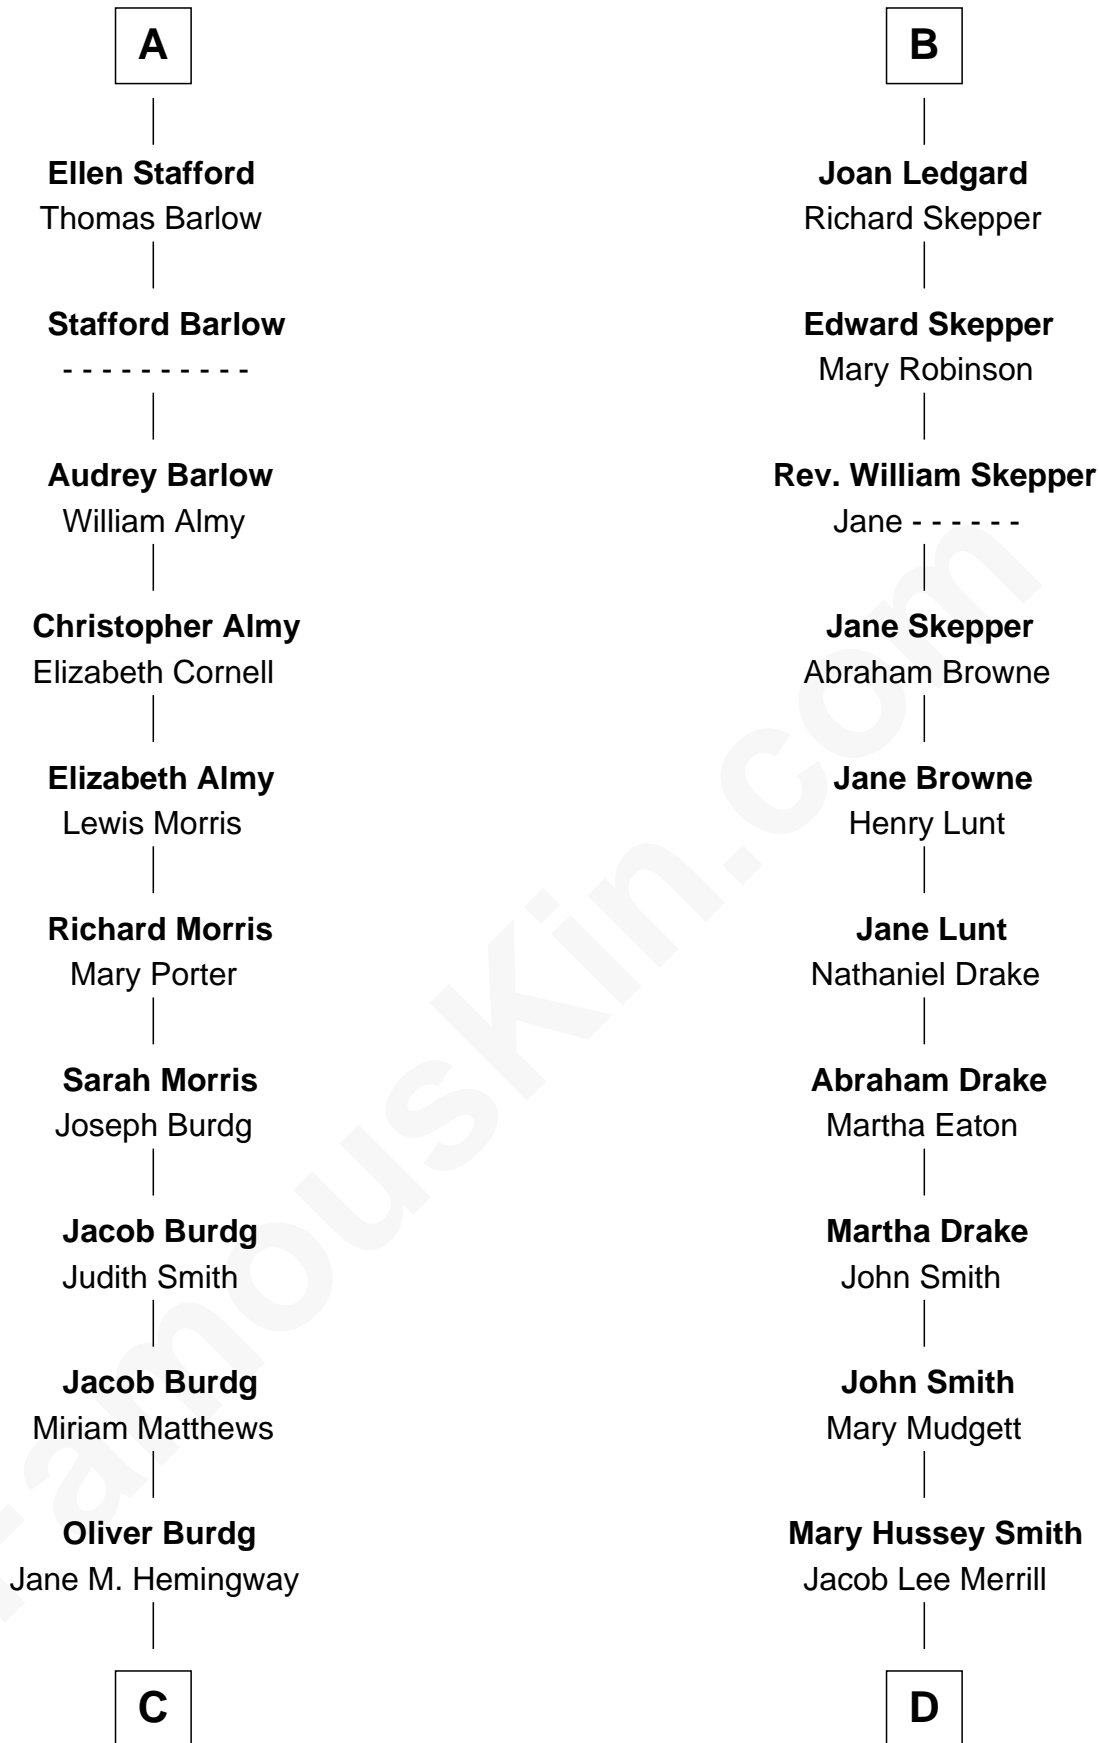 A
Ellen Stafford
Thomas Barlow
Stafford Barlow
- - - - - - - - - -
Audrey Barlow
William Almy
Christopher Almy
Elizabeth Cornell
Elizabeth Almy
Lewis Morris
Richard Morris
Mary Porter
Sarah Morris
Joseph Burdg
Jacob Burdg
Judith Smith
Jacob Burdg
Miriam Matthews
Oliver Burdg
Jane M. Hemingway
C
B
Joan Ledgard
Richard Skepper
Edward Skepper
Mary Robinson
Rev. William Skepper
Jane - - - - - -
Jane Skepper
Abraham Browne
Jane Browne
Henry Lunt
Jane Lunt
Nathaniel Drake
Abraham Drake
Martha Eaton
Martha Drake
John Smith
John Smith
Mary Mudgett
Mary Hussey Smith
Jacob Lee Merrill
D
FamousKin.com